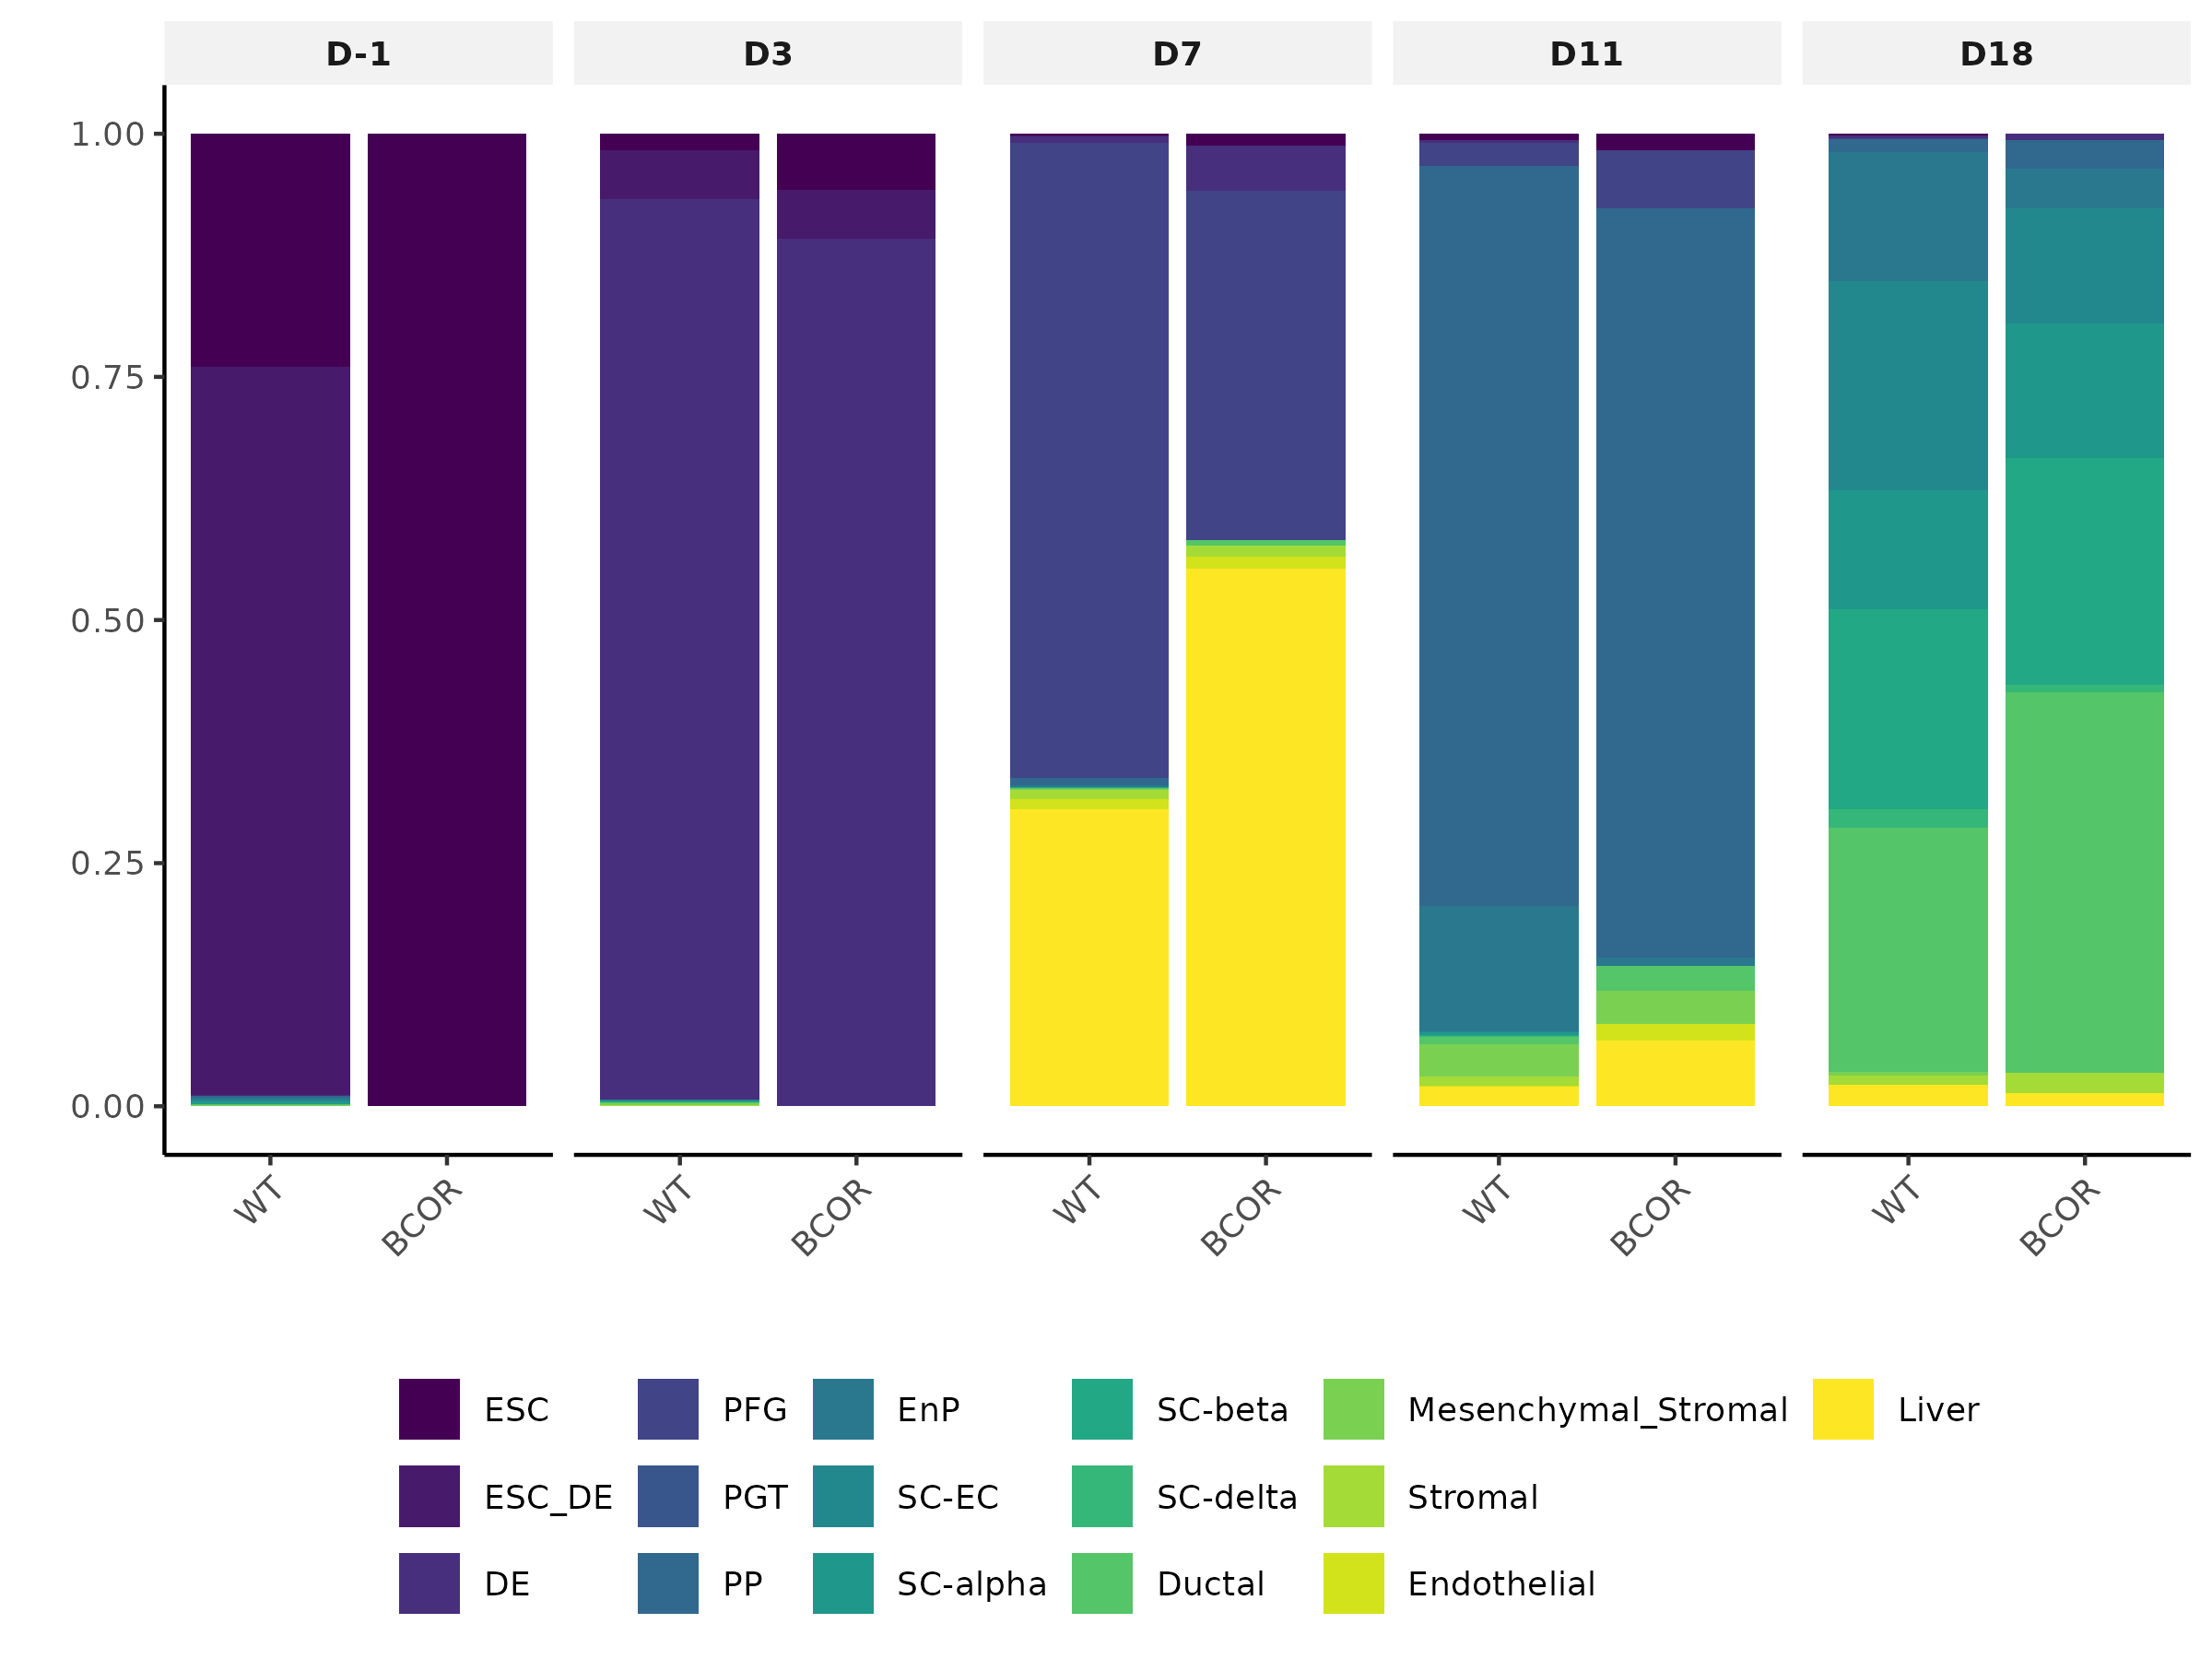 D-1 D3 D7 D11 D18
1.00
0.75
0.50
0.25
0.00
WT BCOR WT BCOR WT BCOR WT BCOR WT BCOR
ESC PFG EnP SC-beta Mesenchymal_Stromal Liver
ESC_DE PGT SC-EC SC-delta Stromal
DE PP SC-alpha Ductal Endothelial